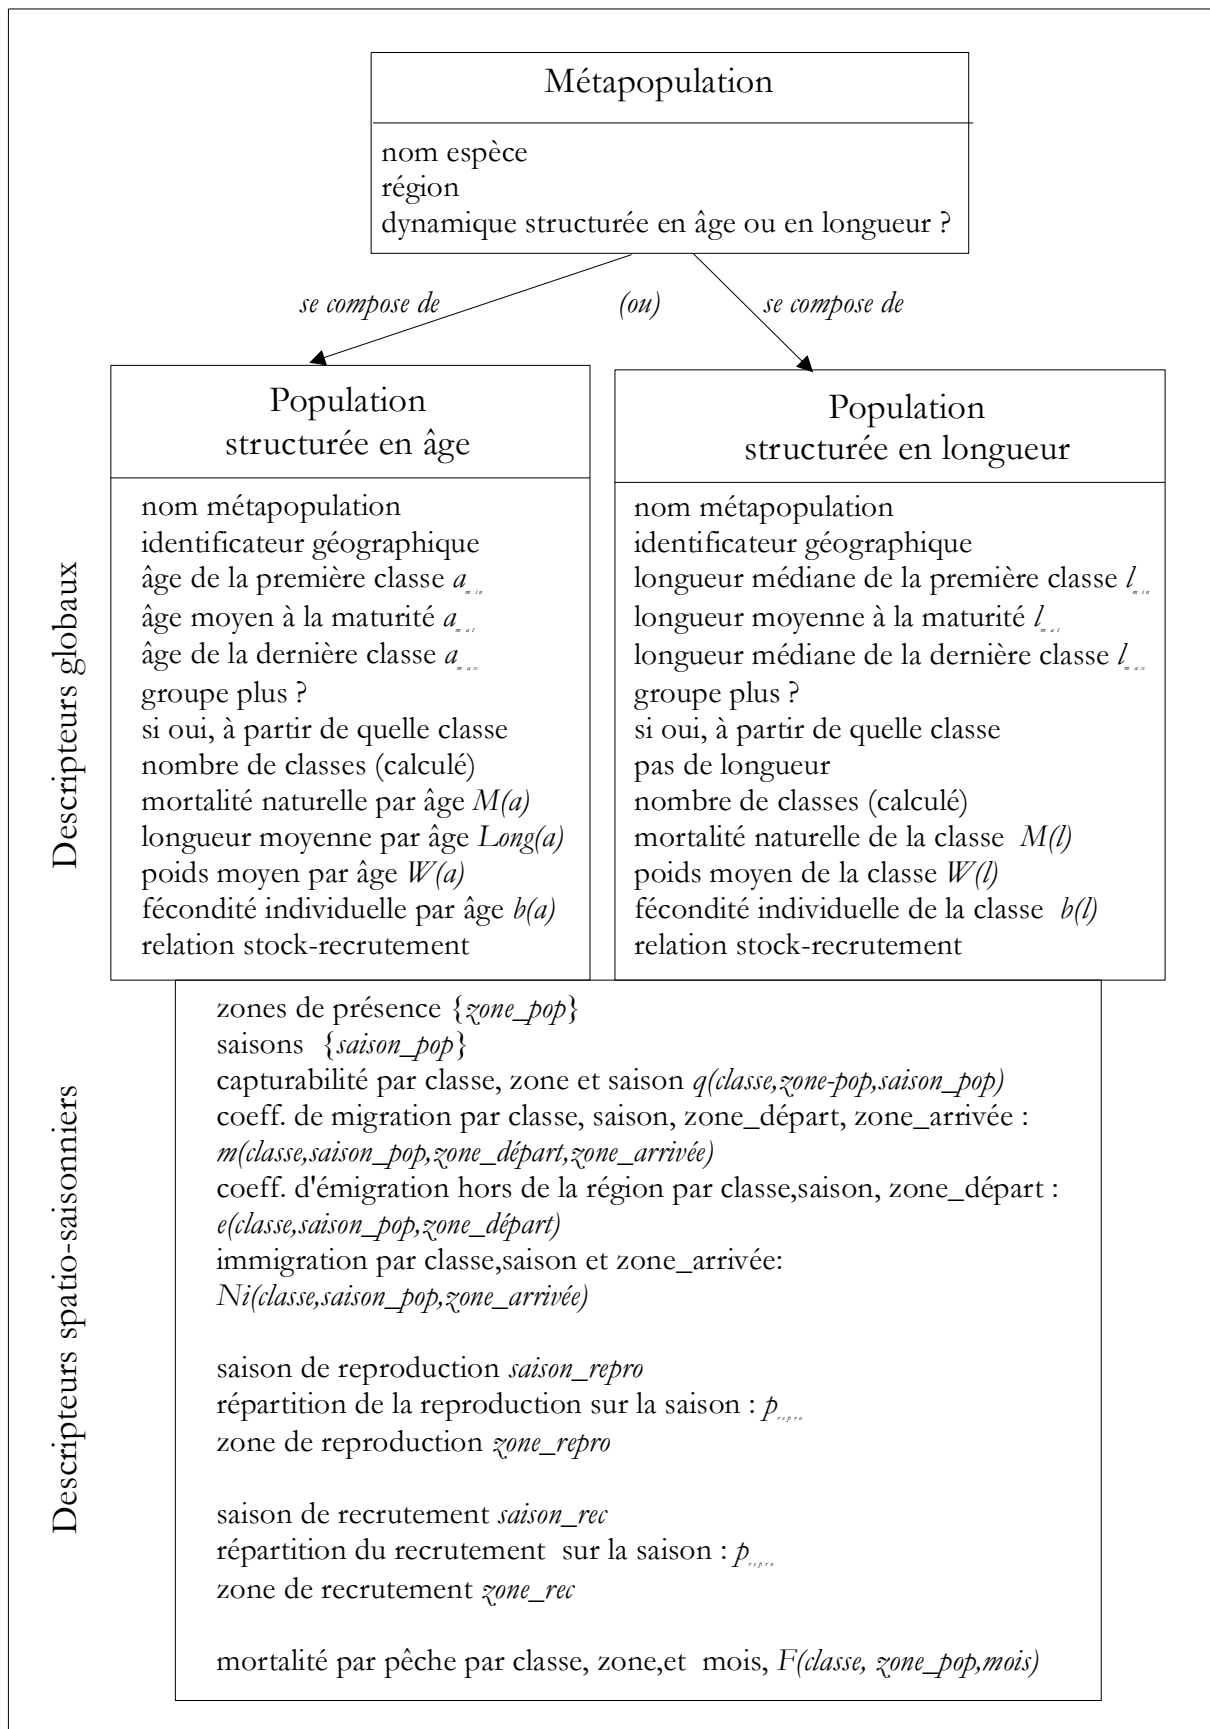 Métapopulation
nom espèce
région
dynamique structurée en âge ou en longueur ?
se compose de
(ou)
se compose de
Descripteurs globaux
Population
structurée en âge
nom métapopulation
identificateur géographique
âge de la première classe a_min
âge moyen à la maturité a_mat
âge de la dernière classe a_max
groupe plus ?
si oui, à partir de quelle classe
nombre de classes (calculé)
mortalité naturelle par âge M(a)
longueur moyenne par âge Long(a)
poids moyen par âge W(a)
fécondité individuelle par âge b(a)
relation stock-recrutement
Population
structurée en longueur
nom métapopulation
identificateur géographique
longueur médiane de la première classe l_min
longueur moyenne à la maturité l_mat
longueur médiane de la dernière classe l_max
groupe plus ?
si oui, à partir de quelle classe
pas de longueur
nombre de classes (calculé)
mortalité naturelle de la classe M(l)
poids moyen de la classe W(l)
fécondité individuelle de la classe b(l)
relation stock-recrutement
Descripteurs spatio-saisonniers
zones de présence {zone_pop}
saisons {saison_pop}
capturabilité par classe, zone et saison q(classe,zone-pop,saison_pop)
coeff. de migration par classe, saison, zone_départ, zone_arrivée :
m(classe,saison_pop,zone_départ,zone_arrivée)
coeff. d'émigration hors de la région par classe,saison, zone_départ :
e(classe,saison_pop,zone_départ)
immigration par classe,saison et zone_arrivée:
Ni(classe,saison_pop,zone_arrivée)
saison de reproduction saison_repro
répartition de la reproduction sur la saison : p_repro
zone de reproduction zone_repro
saison de recrutement saison_rec
répartition du recrutement sur la saison : p_repro
zone de recrutement zone_rec
mortalité par pêche par classe, zone,et mois, F(classe, zone_pop,mois)